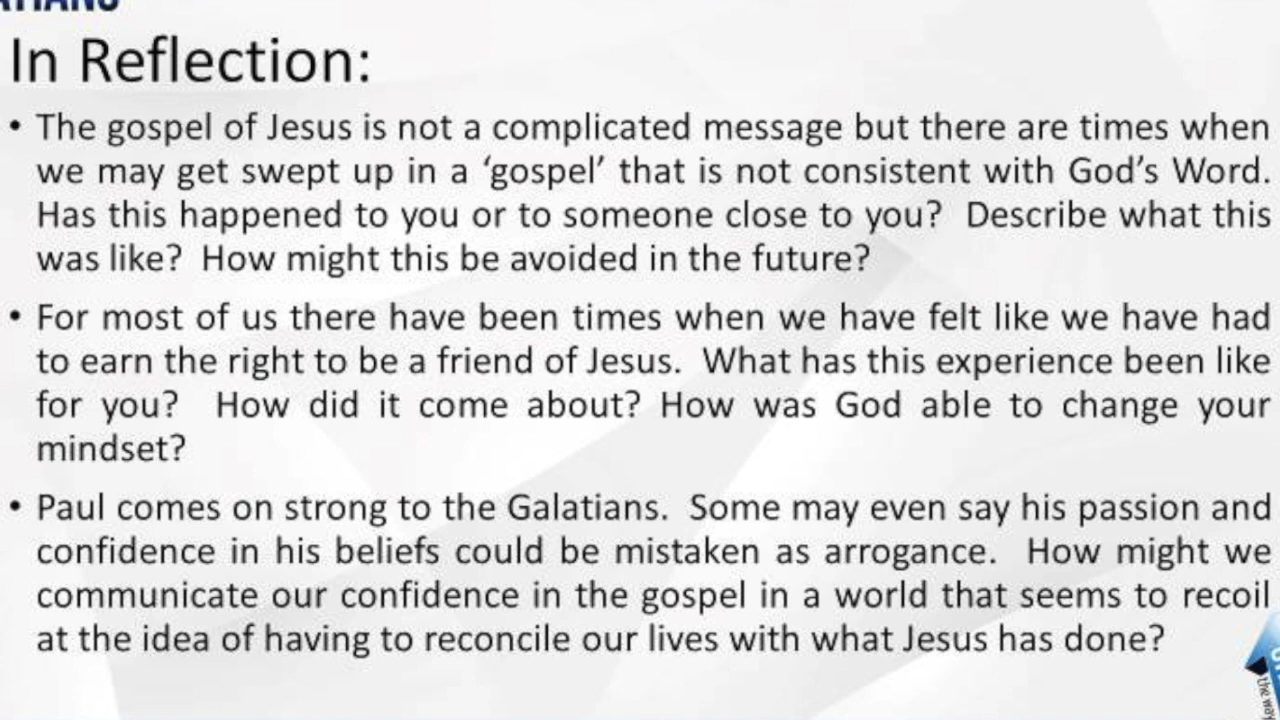 In Reflection:
• The gospel of Jesus is not a complicated message but there are times when
we may get swept up in a ‘gospel’ that is not consistent with God’s Word.
Has this happened to you or to someone close to you?  Describe what this
was like?  How might this be avoided in the future?
• For most of us there have been times when we have felt like we have had
to earn the right to be a friend of Jesus.  What has this experience been like
for you?  How did it come about? How was God able to change your
mindset?
• Paul comes on strong to the Galatians.  Some may even say his passion and
confidence in his beliefs could be mistaken as arrogance.  How might we
communicate our confidence in the gospel in a world that seems to recoil
at the idea of having to reconcile our lives with what Jesus has done?
the way